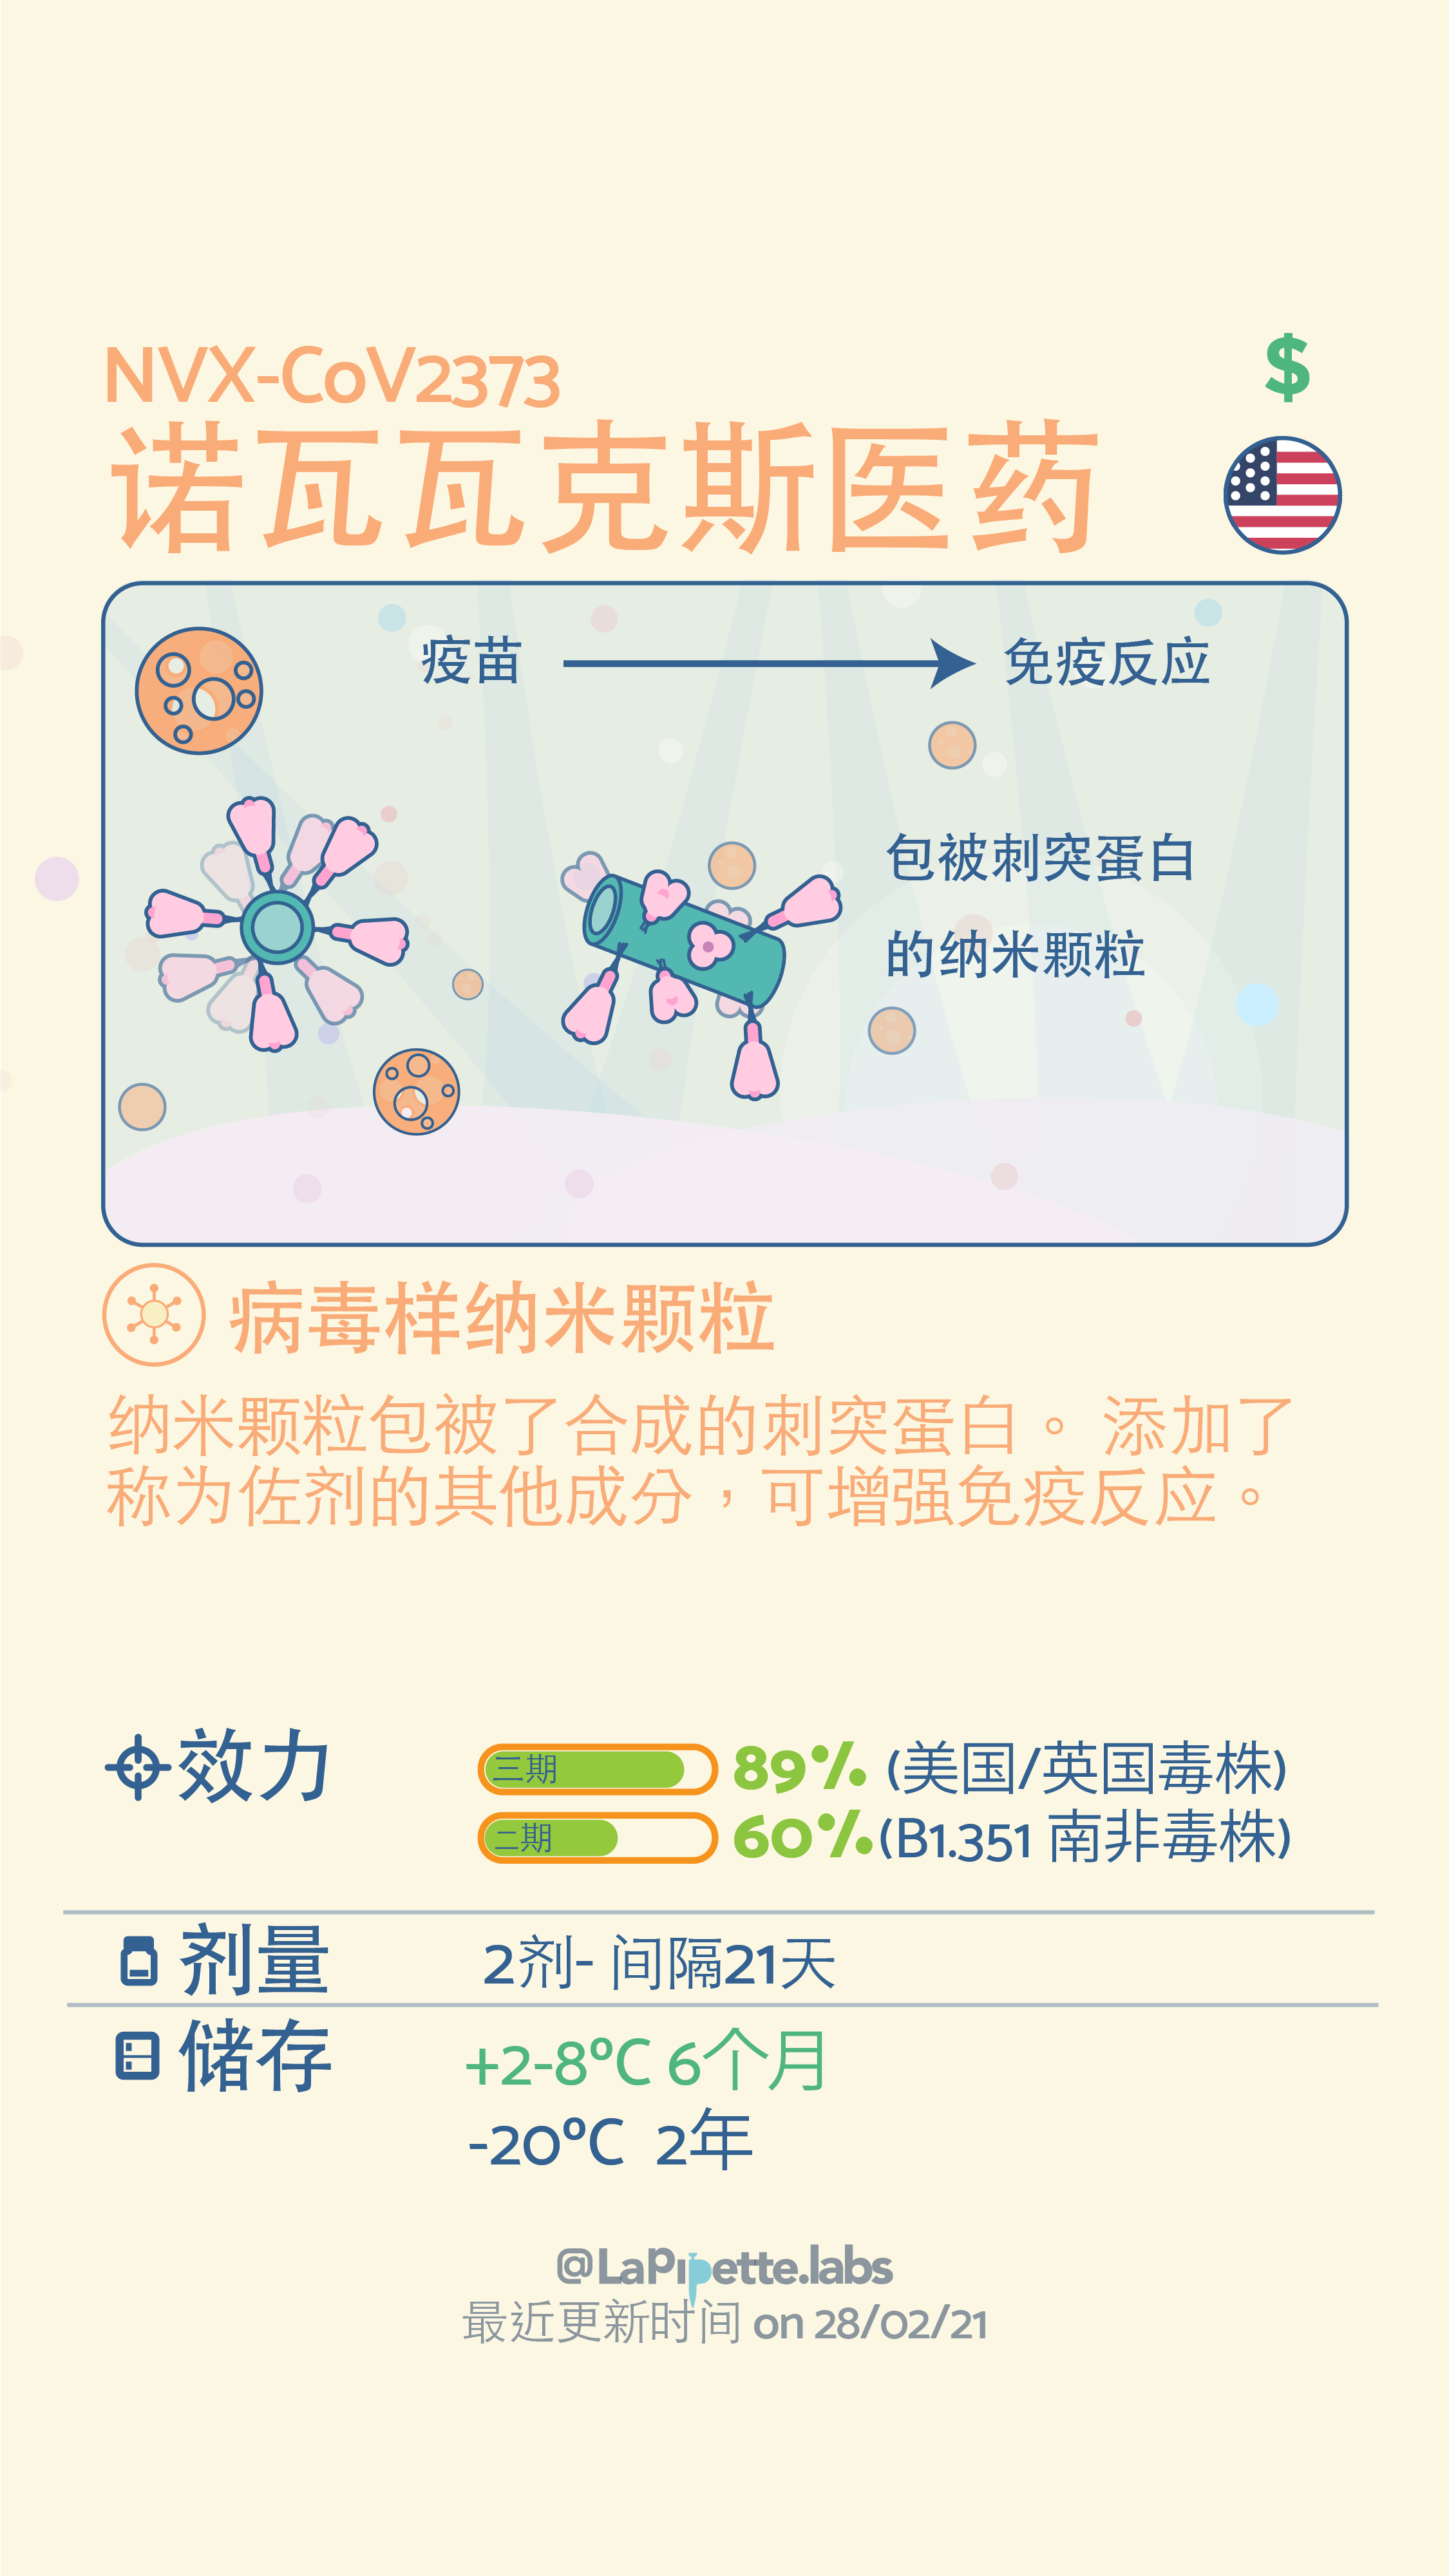 NVX-CoV2373
$
诺瓦瓦克斯医药
疫苗
免疫反应
包被刺突蛋白
的纳米颗粒
病毒样纳米颗粒
纳米颗粒包被了合成的刺突蛋白。 添加了
称为佐剂的其他成分，可增强免疫反应。
效力
三期 89% (美国/英国毒株)
二期 60% (B1.351 南非毒株)
剂量 2剂- 间隔21天
储存 +2-8°C 6个月
-20°C 2年
@LaPipette.labs
最近更新时间 on 28/02/21